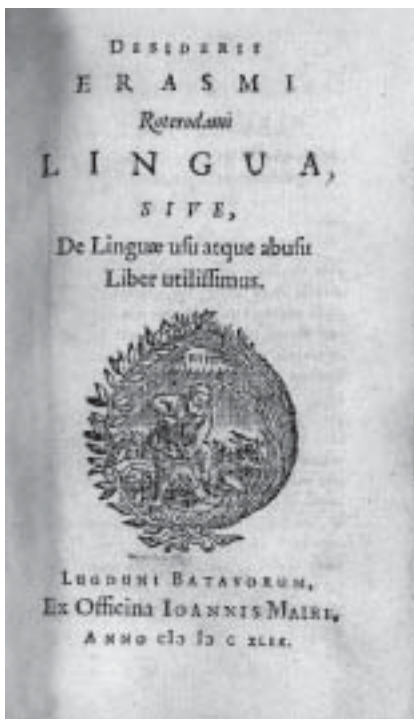 DESIDERII
ERASMI
Roterodami
LINGUA,
SIVE,
De Linguæ usu atque abusu
Liber utilissimus.
LUGDUNI BATAVORUM,
Ex Officina IOANNIS MAIRE,
ANNO CIↃ IↃ C